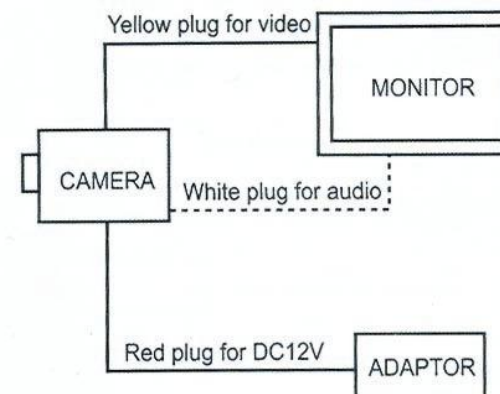 Yellow plug for video
MONITOR
CAMERA
White plug for audio
Red plug for DC12V
ADAPTOR